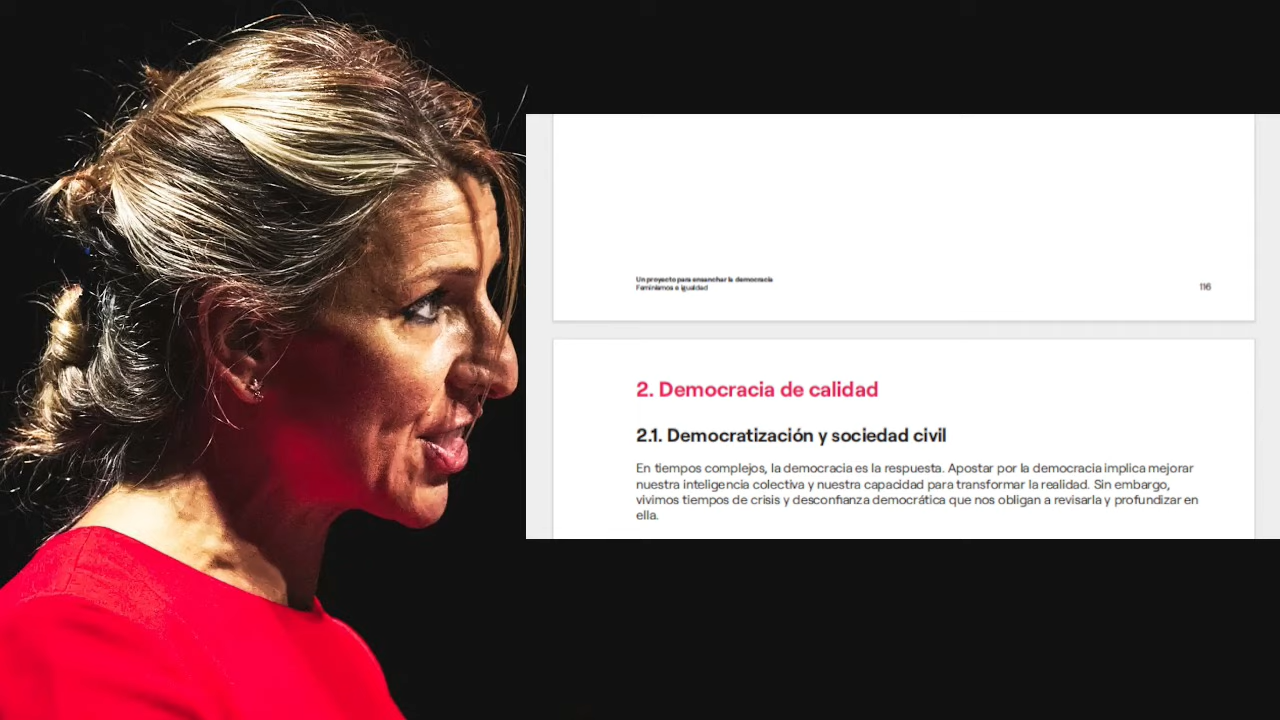 Un proyecto para ensanchar la democracia
Feminismos e igualdad
116
2. Democracia de calidad
2.1. Democratización y sociedad civil
En tiempos complejos, la democracia es la respuesta. Apostar por la democracia implica mejorar
nuestra inteligencia colectiva y nuestra capacidad para transformar la realidad. Sin embargo,
vivimos tiempos de crisis y desconfianza democrática que nos obligan a revisarla y profundizar en
ella.